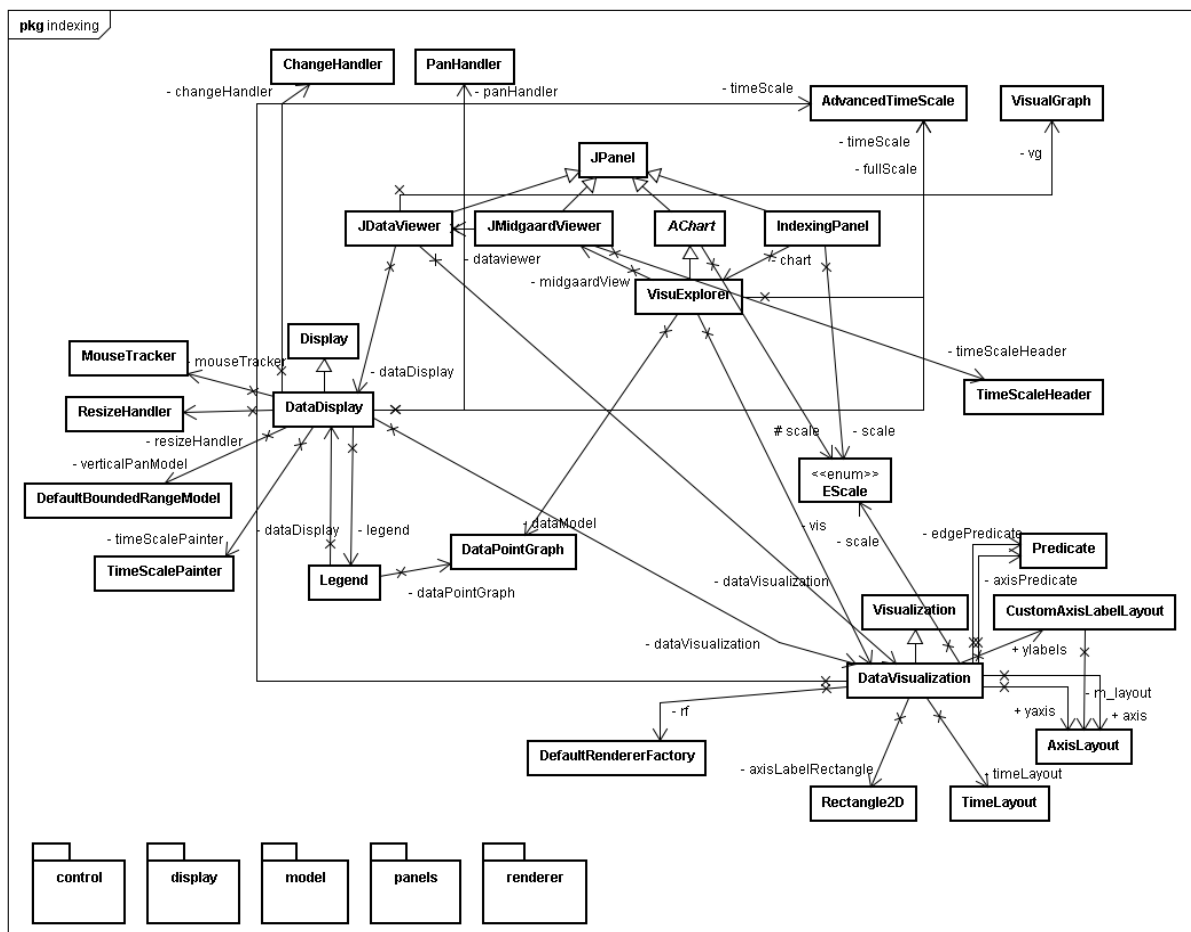 pkg indexing
ChangeHandler
PanHandler
- changeHandler
- panHandler
- timeScale
AdvancedTimeScale
VisualGraph
- timeScale
- vg
JPanel
- fullScale
JDataViewer
JMidgaardViewer
AChart
IndexingPanel
- dataviewer
- chart
- midgaardView
VisuExplorer
Display
MouseTracker
- mouseTracker
- timeScaleHeader
- dataDisplay
TimeScaleHeader
ResizeHandler
DataDisplay
- resizeHandler
# scale
- scale
- verticalPanModel
<<enum>>
EScale
DefaultBoundedRangeModel
- dataDisplay
- legend
- dataModel
- vis
- scale
- edgePredicate
- timeScalePainter
DataPointGraph
Predicate
TimeScalePainter
Legend
- dataPointGraph
- dataVisualization
- axisPredicate
Visualization
CustomAxisLabelLayout
- dataVisualization
+ ylabels
DataVisualization
- m_layout
- rf
+ yaxis
+ axis
DefaultRendererFactory
AxisLayout
- axisLabelRectangle
- timeLayout
Rectangle2D
TimeLayout
control
display
model
panels
renderer